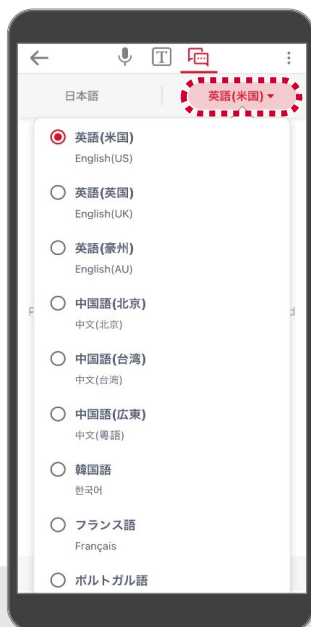 T
日本語
英語(米国)▼
英語(米国)
English(US)
英語(英国)
English(UK)
英語(豪州)
English(AU)
中国語(北京)
中文(北京)
中国語(台湾)
中文(台湾)
中国語(広東)
中文(粵語)
韓国語
한국어
フランス語
Français
ポルトガル語